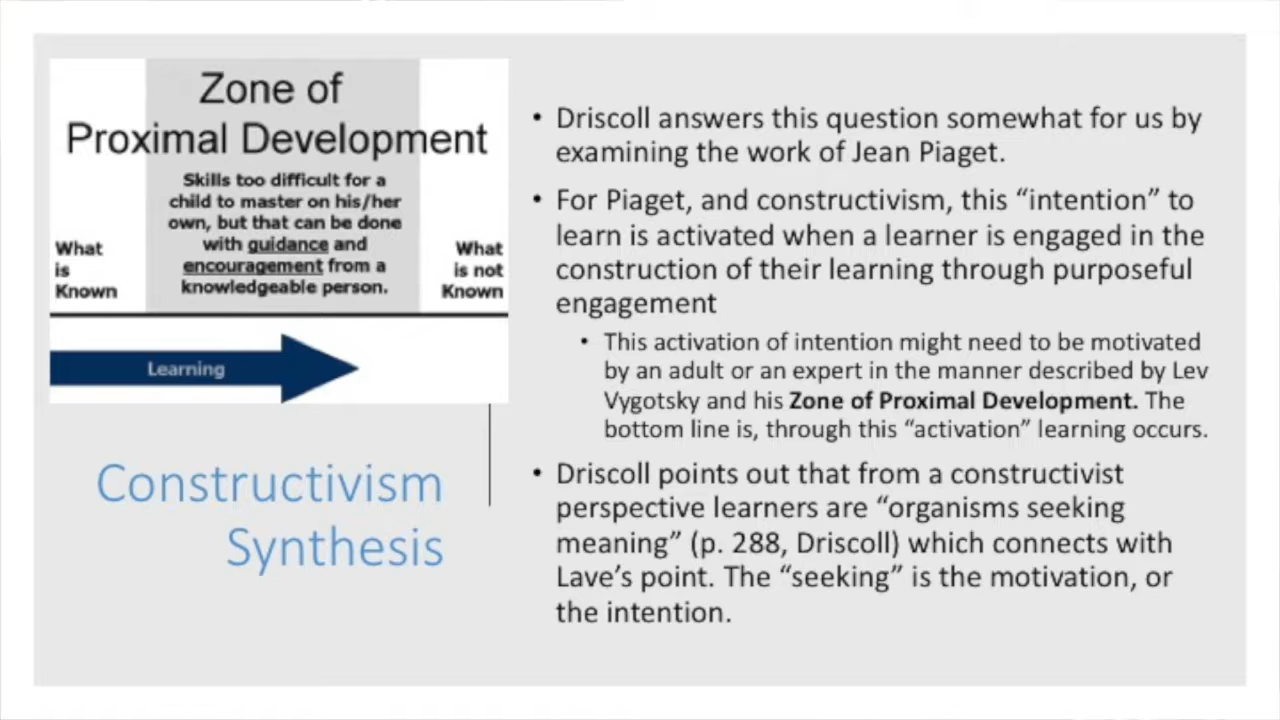 Zone of
Proximal Development
Skills too difficult for a
child to master on his/her
own, but that can be done
with guidance and
encouragement from a
knowledgeable person.
What
is
Known
What
is not
Known
Learning
Constructivism
Synthesis
• Driscoll answers this question somewhat for us by
examining the work of Jean Piaget.
• For Piaget, and constructivism, this “intention” to
learn is activated when a learner is engaged in the
construction of their learning through purposeful
engagement
• This activation of intention might need to be motivated
by an adult or an expert in the manner described by Lev
Vygotsky and his Zone of Proximal Development. The
bottom line is, through this “activation” learning occurs.
• Driscoll points out that from a constructivist
perspective learners are “organisms seeking
meaning” (p. 288, Driscoll) which connects with
Lave’s point. The “seeking” is the motivation, or
the intention.